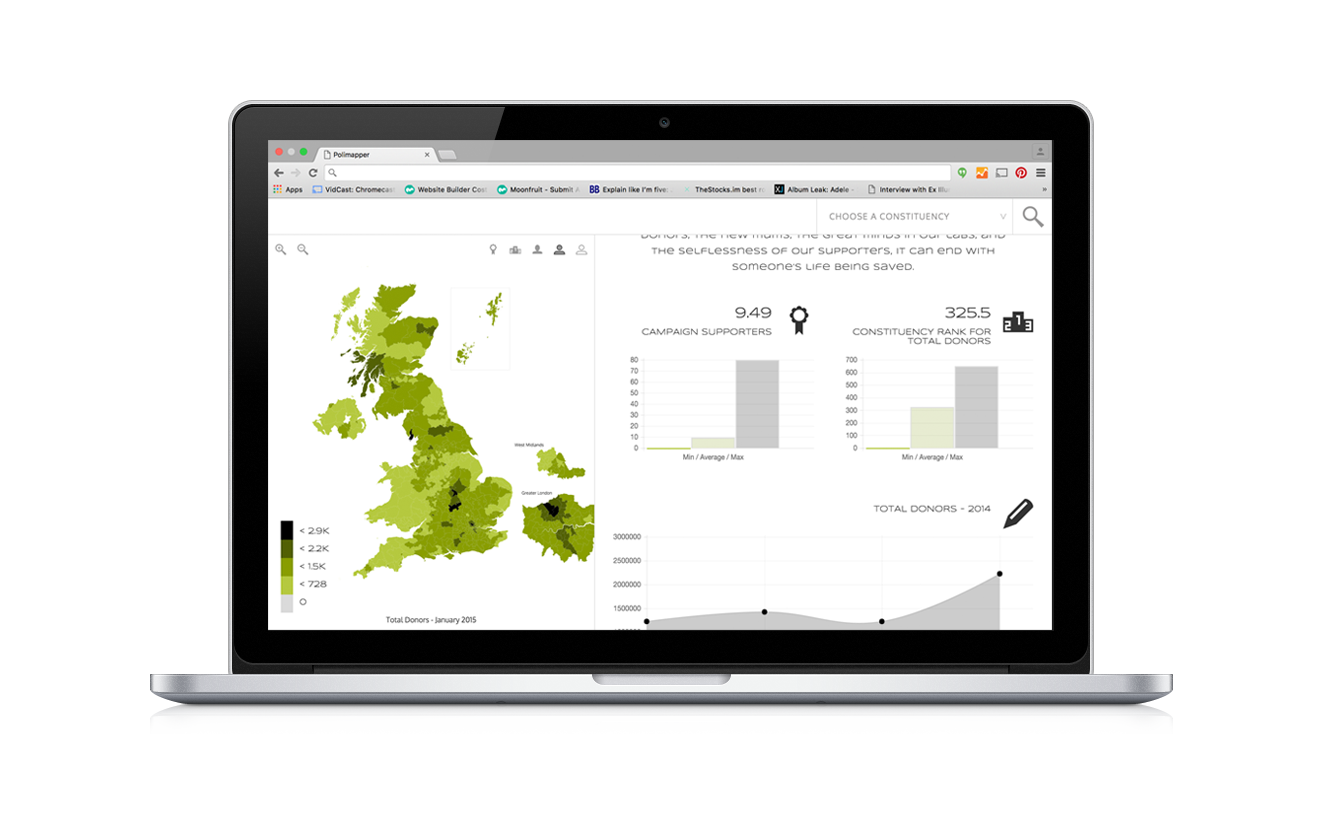 Polimapper
Apps
VidCast: Chromecas
Website Builder Cos
Moonfruit - Submit A
BB Explain like I'm five:
TheStocks.im best r
XJ Album Leak: Adele -
Interview with Ex Illu
»
CHOOSE A CONSTITUENCY
DONORS, THE NEW MUMS, THE GREAT MINDS IN OUR LABS, AND
THE SELFLESSNESS OF OUR SUPPORTERS, IT CAN END WITH
SOMEONE'S LIFE BEING SAVED.
9.49
CAMPAIGN SUPPORTERS
325.5
CONSTITUENCY RANK FOR
TOTAL DONORS
2 1 3
80
70
60
50
40
30
20
10
0
Min / Average / Max
700
600
500
400
300
200
100
0
Min / Average / Max
West Midlands
Greater London
< 2.9K
< 2.2K
< 1.5K
< 728
0
Total Donors - January 2015
TOTAL DONORS - 2014
3000000
2500000
2000000
1500000